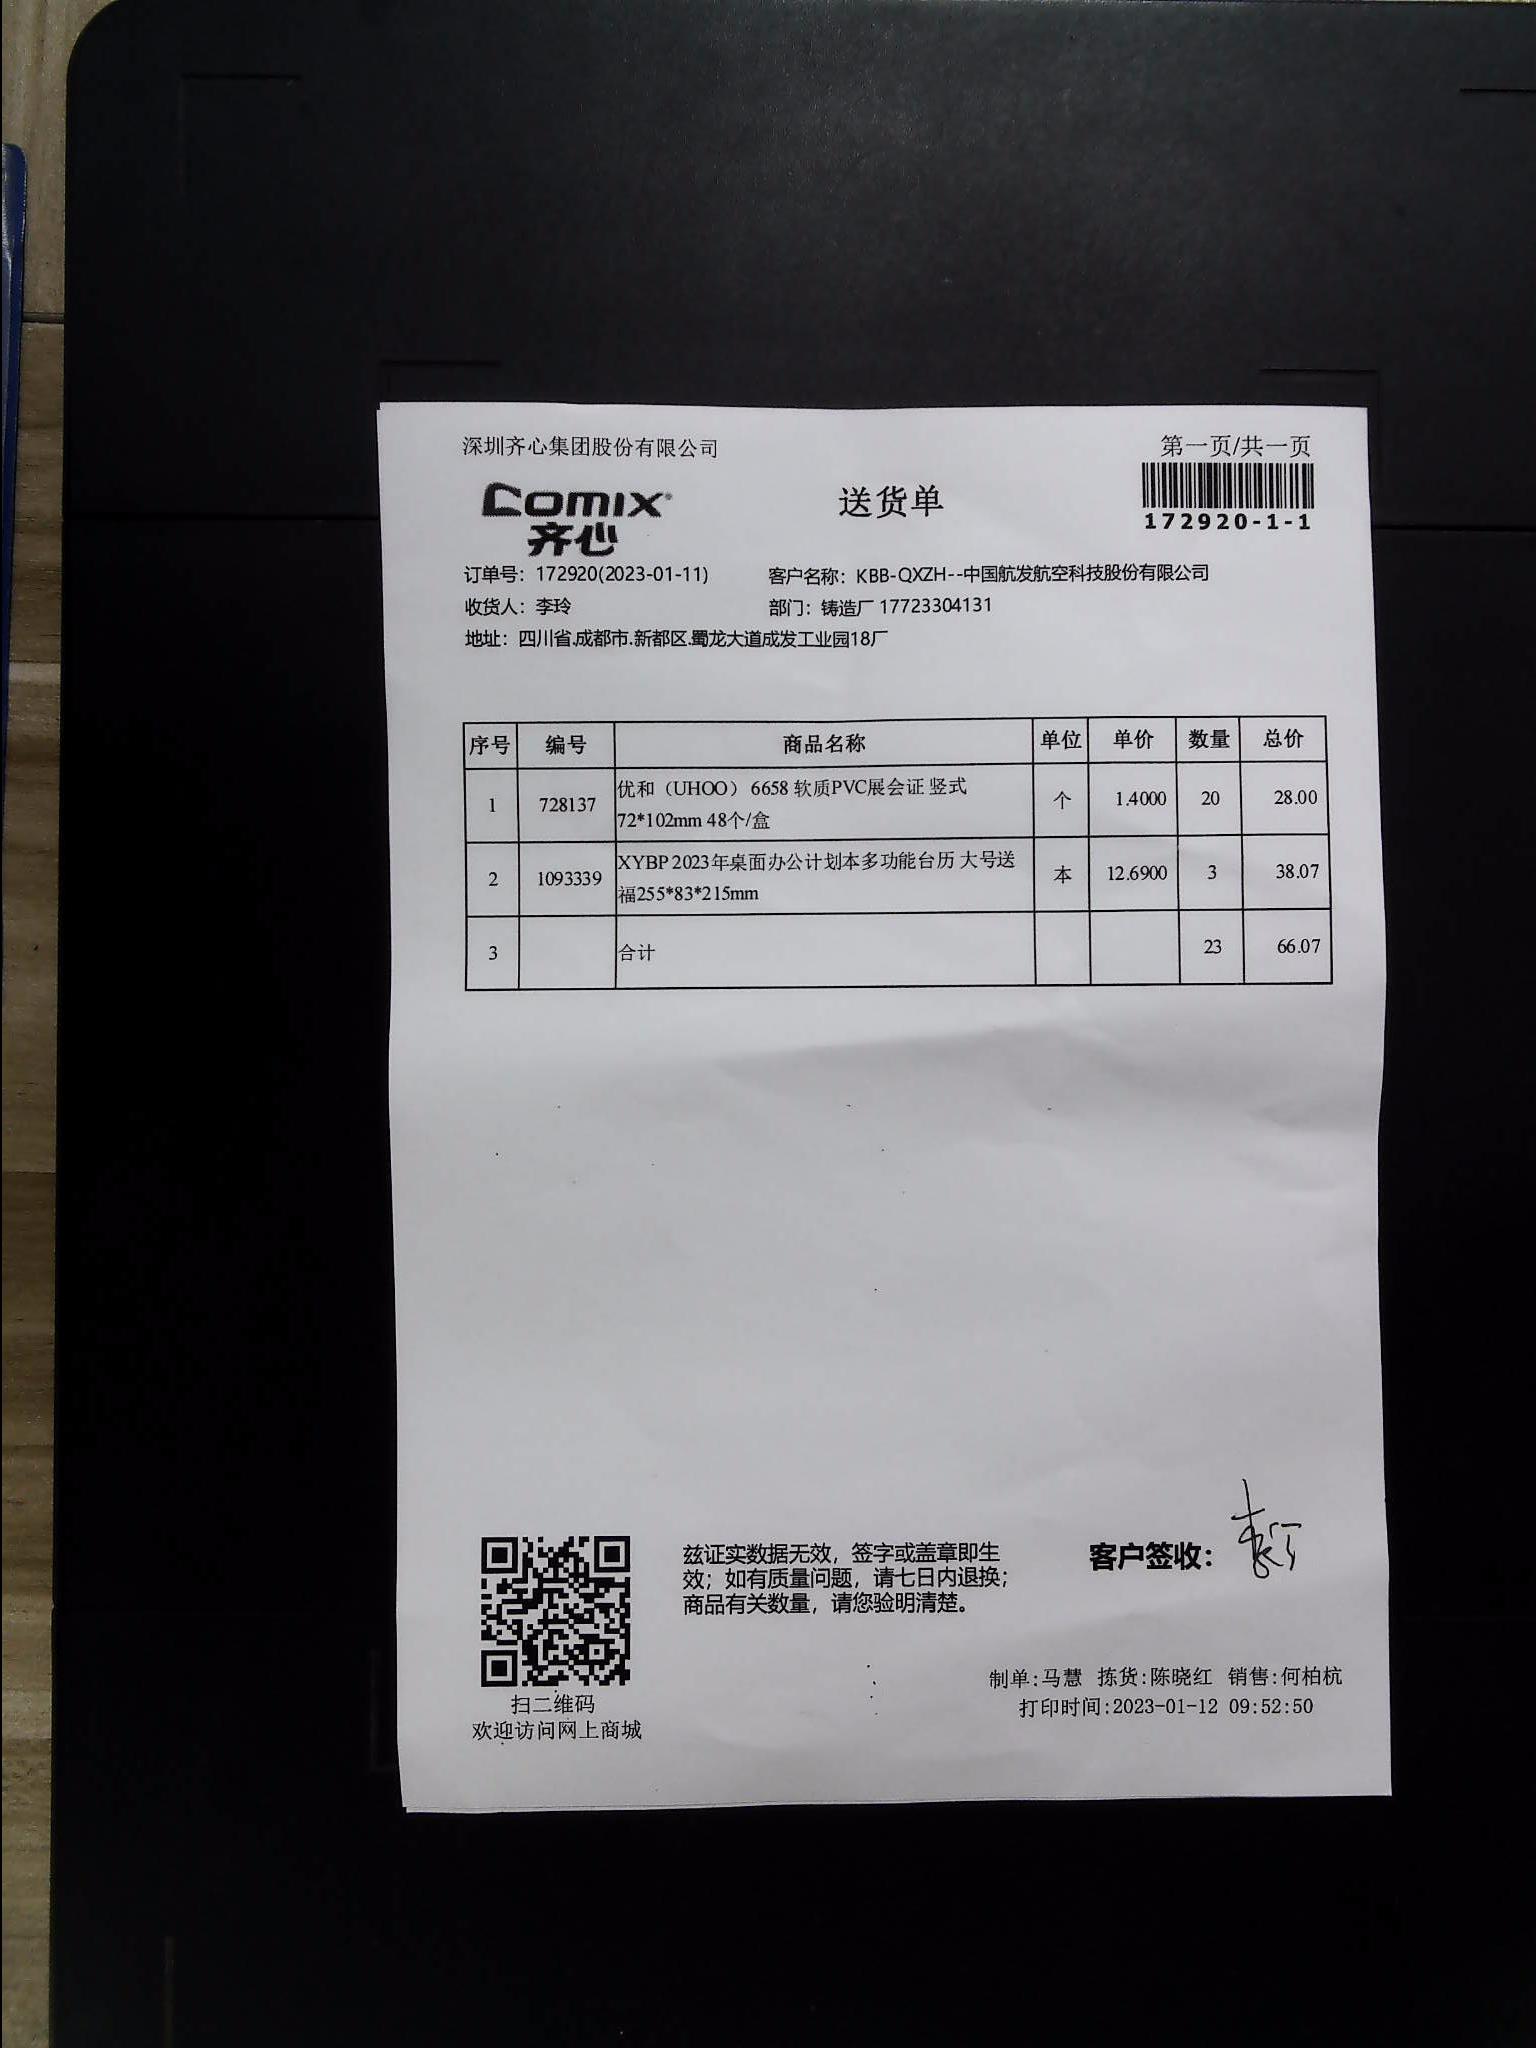 深圳齐心集团股份有限公司
第一页/共一页
Comix®
齐心
送货单
172920-1-1
订单号：172920(2023-01-11) 客户名称：KBB-QXZH--中国航发航空科技股份有限公司
收货人：李玲 部门：铸造厂 17723304131
地址：四川省.成都市.新都区.蜀龙大道成发工业园18厂
序号 编号 商品名称 单位 单价 数量 总价
1 728137 优和（UHOO） 6658 软质PVC展会证 竖式 个 1.4000 20 28.00
72*102mm 48个/盒
2 1093339 XYBP 2023年桌面办公计划本多功能台历 大号送 本 12.6900 3 38.07
福255*83*215mm
3 合计 23 66.07
兹证实数据无效，签字或盖章即生
效；如有质量问题，请七日内退换；
商品有关数量，请您验明清楚。
客户签收：
扫二维码
欢迎访问网上商城
制单:马慧 拣货:陈晓红 销售:何柏杭
打印时间:2023-01-12 09:52:50